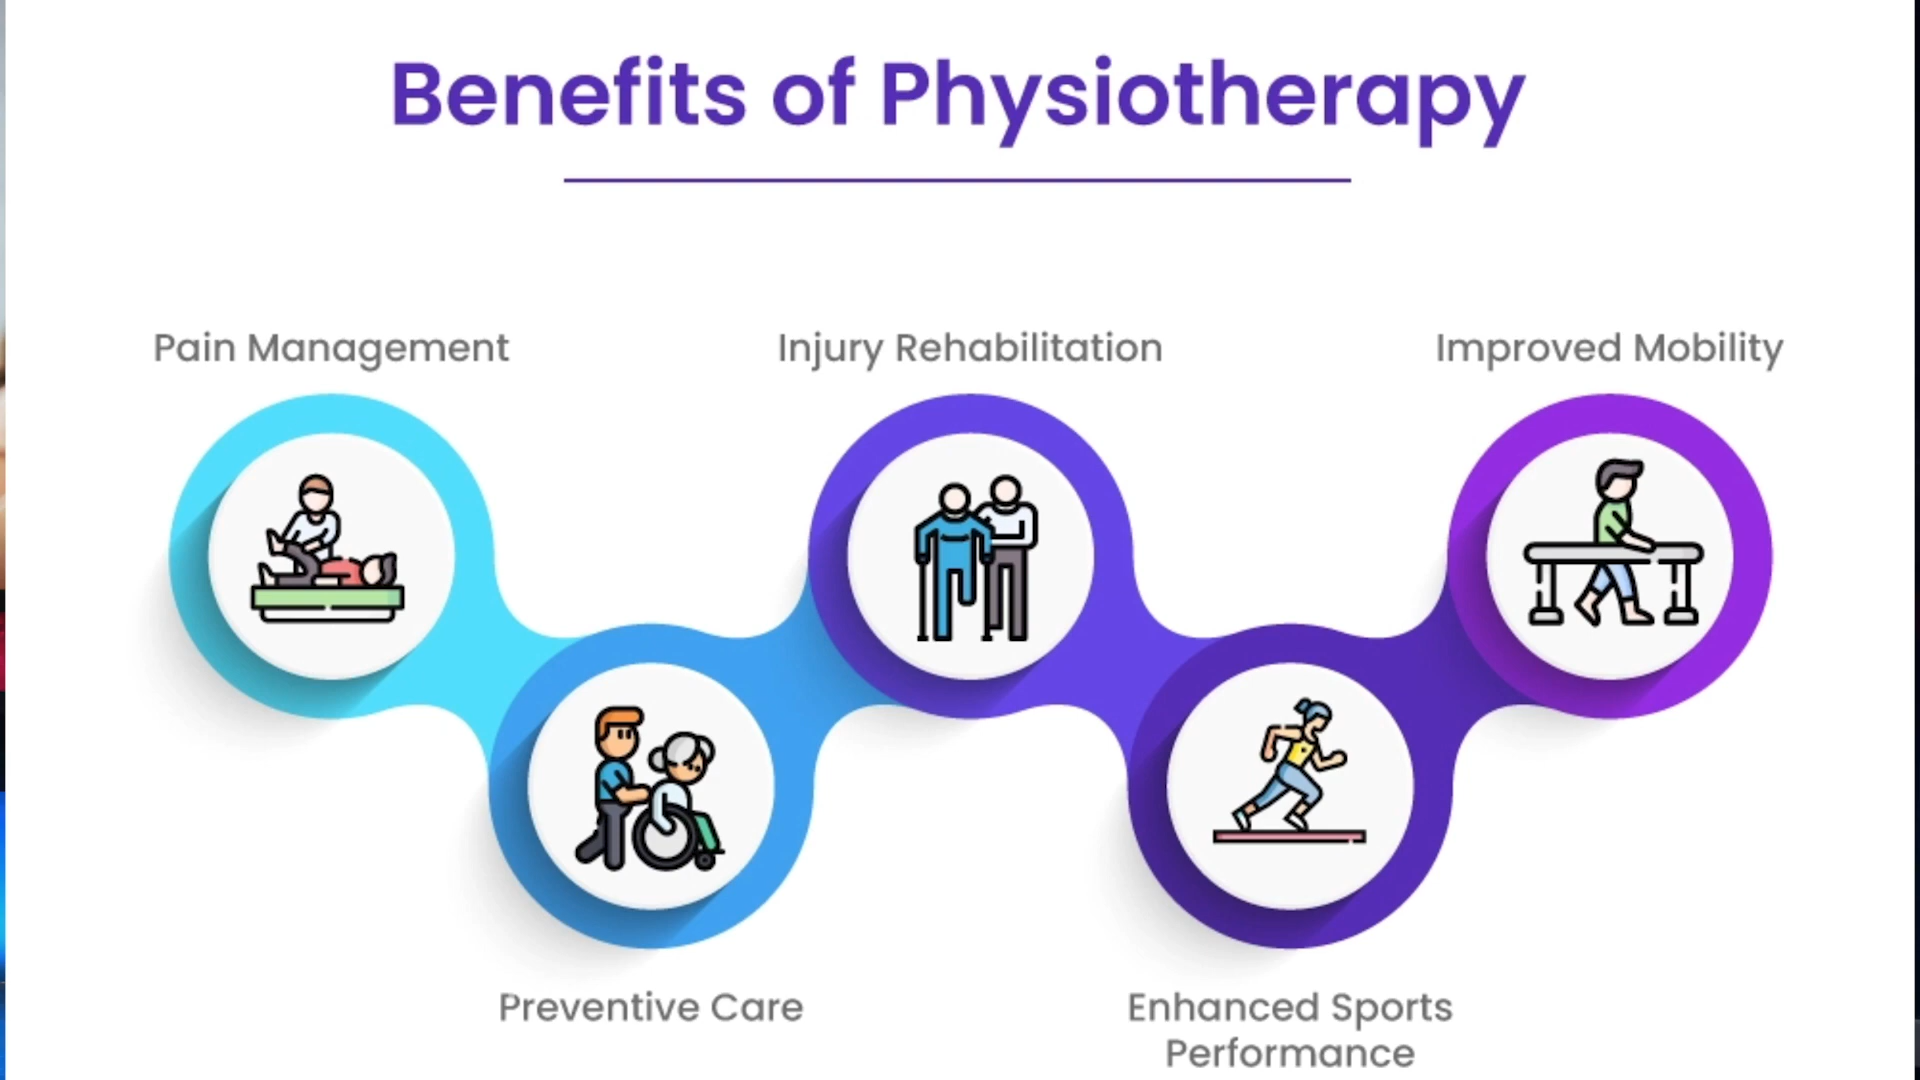 Benefits of Physiotherapy
Pain Management
Injury Rehabilitation
Improved Mobility
Preventive Care
Enhanced Sports
Performance